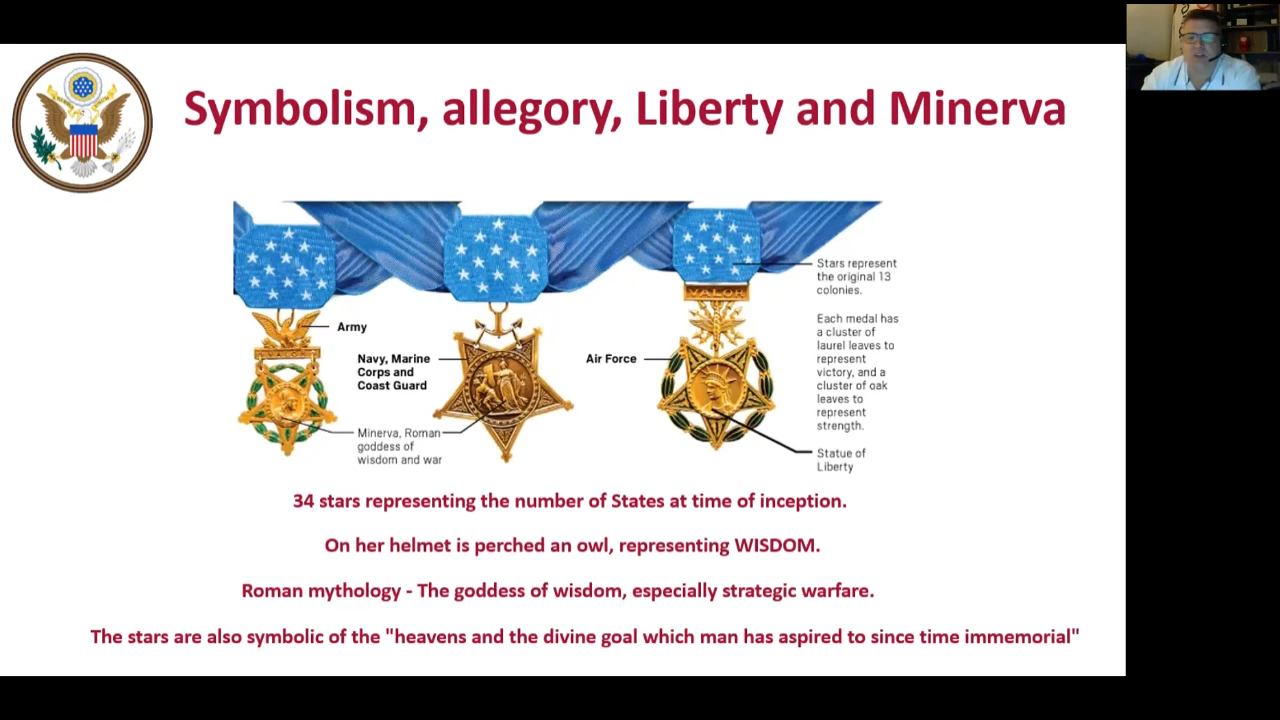 Symbolism, allegory, Liberty and Minerva
Army
Navy, Marine
Corps and
Coast Guard
Minerva, Roman
goddess of
wisdom and war
Air Force
VALOR
Stars represent
the original 13
colonies.
Each medal has
a cluster of
laurel leaves to
represent
victory, and a
cluster of oak
leaves to
represent
strength.
Statue of
Liberty
34 stars representing the number of States at time of inception.
On her helmet is perched an owl, representing WISDOM.
Roman mythology - The goddess of wisdom, especially strategic warfare.
The stars are also symbolic of the "heavens and the divine goal which man has aspired to since time immemorial"